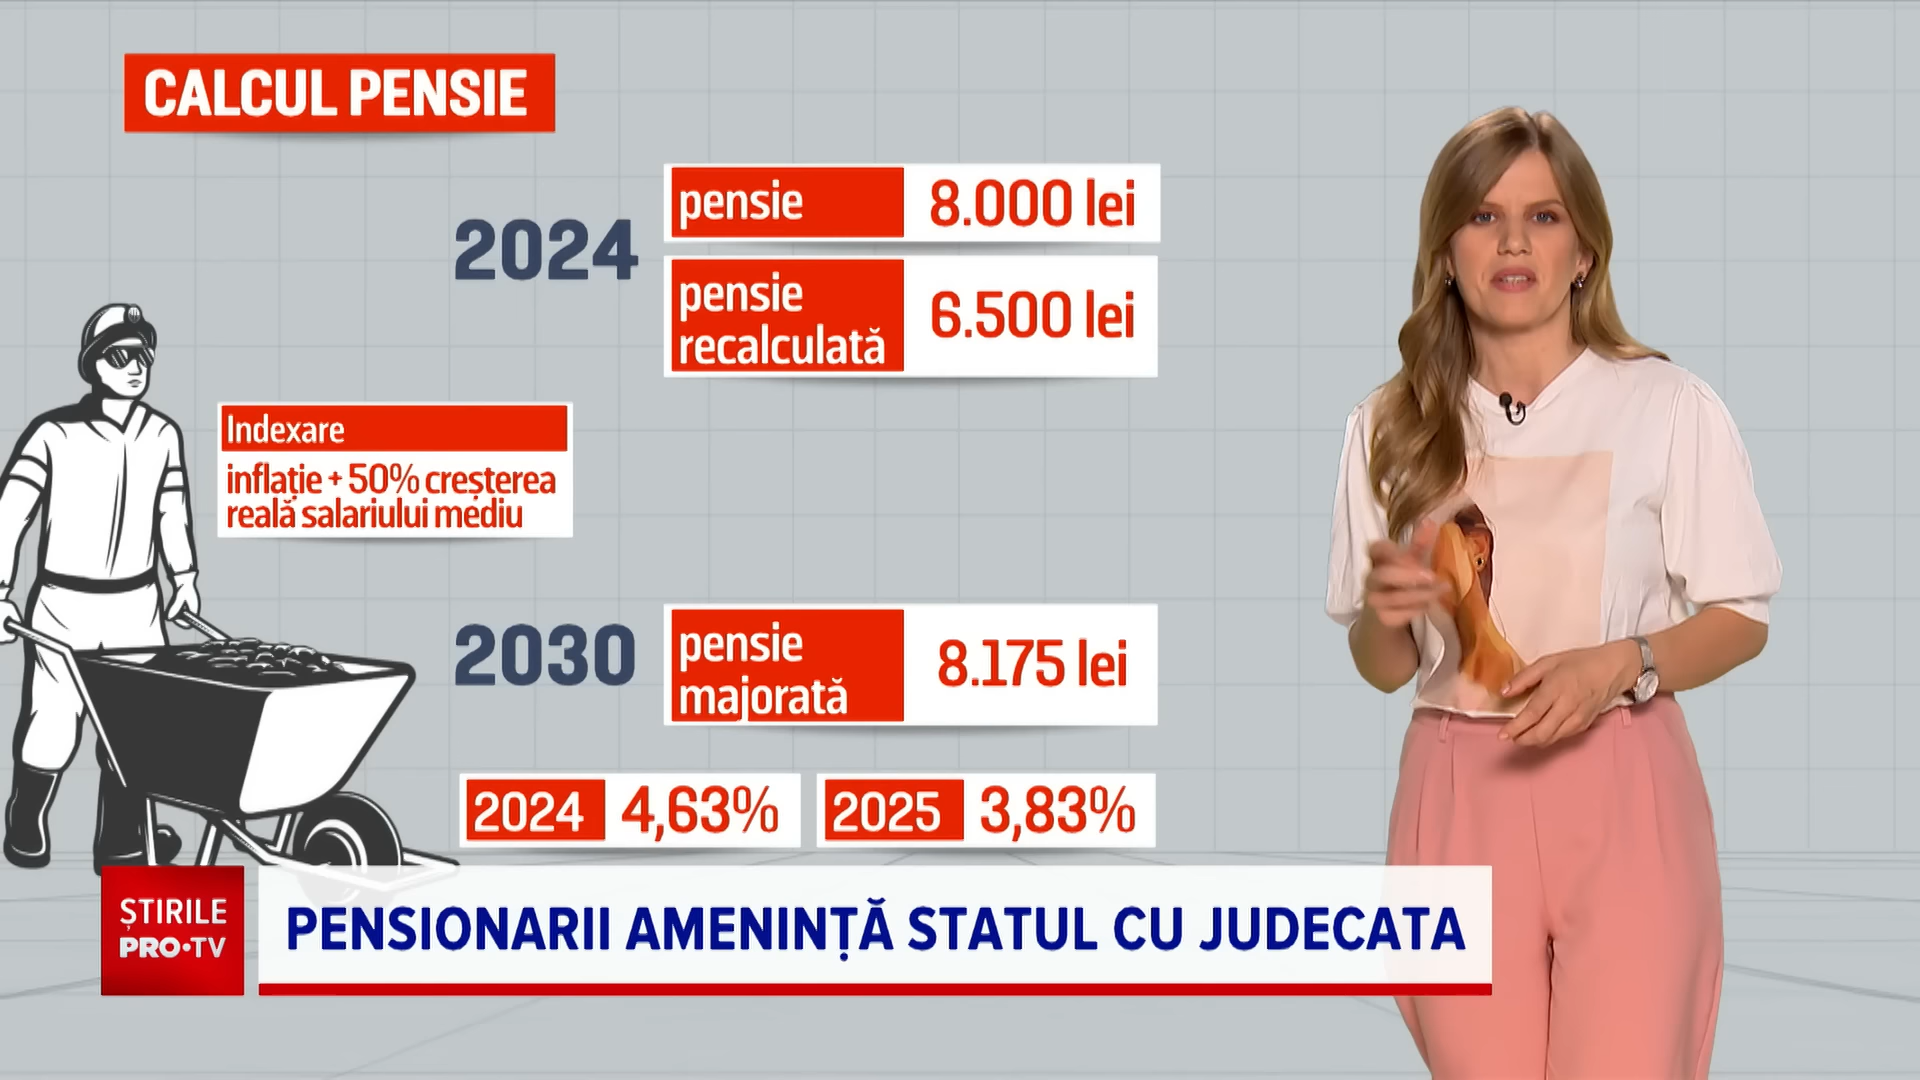 CALCUL PENSIE
2024
pensie
8.000 lei
pensie
recalculată
6.500 lei
Indexare
inflație + 50% creșterea
reală salariului mediu
2030
pensie
majorată
8.175 lei
2024 4,63%
2025 3,83%
ȘTIRILE
PRO•TV
PENSIONARII AMENINȚĂ STATUL CU JUDECATA